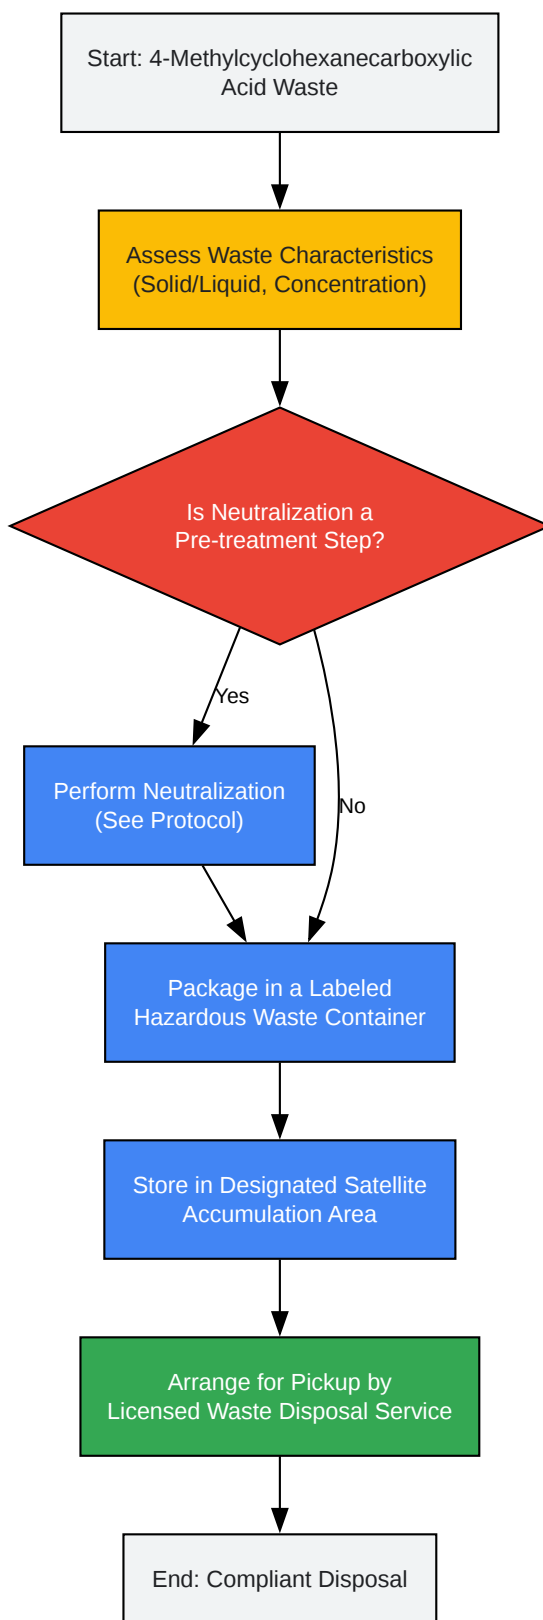 Start: 4-Methylcyclohexanecarboxylic
Acid Waste
Assess Waste Characteristics
(Solid/Liquid, Concentration)
Is Neutralization a
Pre-treatment Step?
Yes
Perform Neutralization
(See Protocol)
No
Package in a Labeled
Hazardous Waste Container
Store in Designated Satellite
Accumulation Area
Arrange for Pickup by
Licensed Waste Disposal Service
End: Compliant Disposal